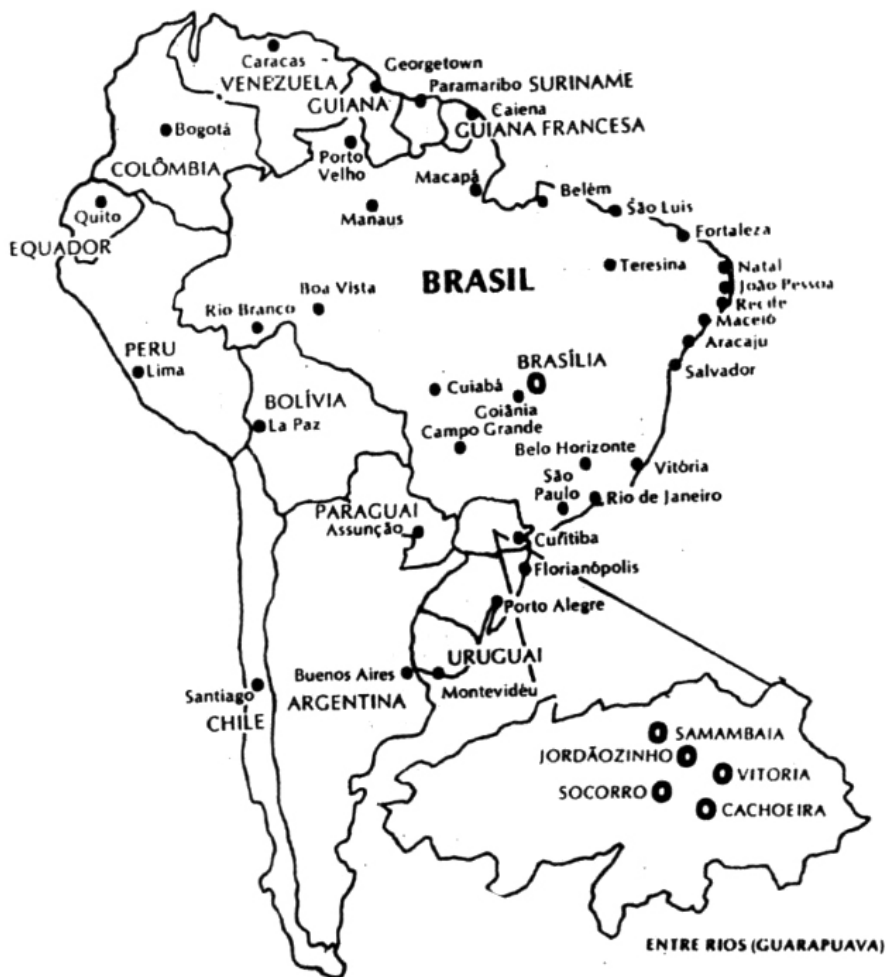 Caracas
VENEZUELA
Georgetown
Paramaribo SURINAME
GUIANA
Caiena
GUIANA FRANCESA
Bogotá
COLÔMBIA
Porto
Velho
Macapá
Belém
Quito
Manaus
São Luis
EQUADOR
Fortaleza
BRASIL
Teresina
Natal
João Pessoa
Boa Vista
Recife
Rio Branco
Maceió
PERU
Aracaju
Lima
BRASÍLIA
Salvador
Cuiabá
BOLÍVIA
Goiânia
La Paz
Campo Grande
Belo Horizonte
Vitória
São
Paulo
Rio de Janeiro
PARAGUAI
Assunção
Curitiba
Florianópolis
Porto Alegre
URUGUAI
Buenos Aires
Montevidéu
Santiago
ARGENTINA
CHILE
SAMAMBAIA
JORDÃOZINHO
VITORIA
SOCORRO
CACHOEIRA
ENTRE RIOS (GUARAPUAVA)